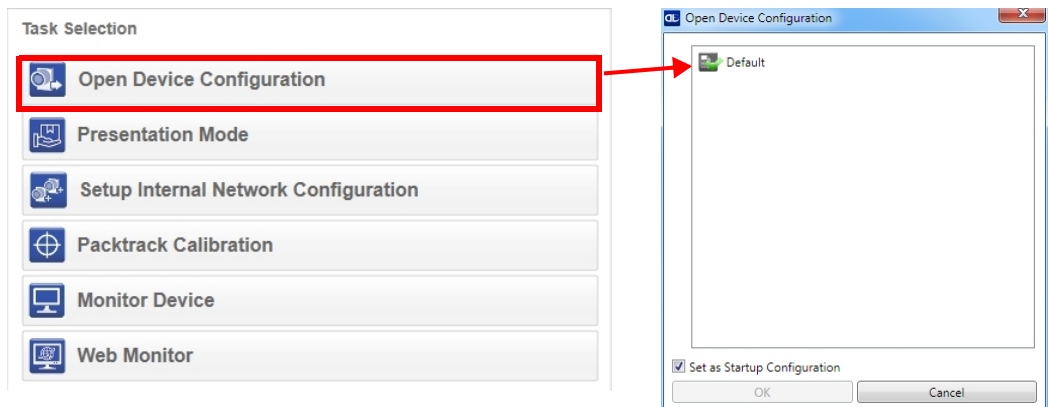 Task Selection
Open Device Configuration
Presentation Mode
Setup Internal Network Configuration
Packtrack Calibration
Monitor Device
Web Monitor
DL Open Device Configuration
Default
Set as Startup Configuration
OK Cancel